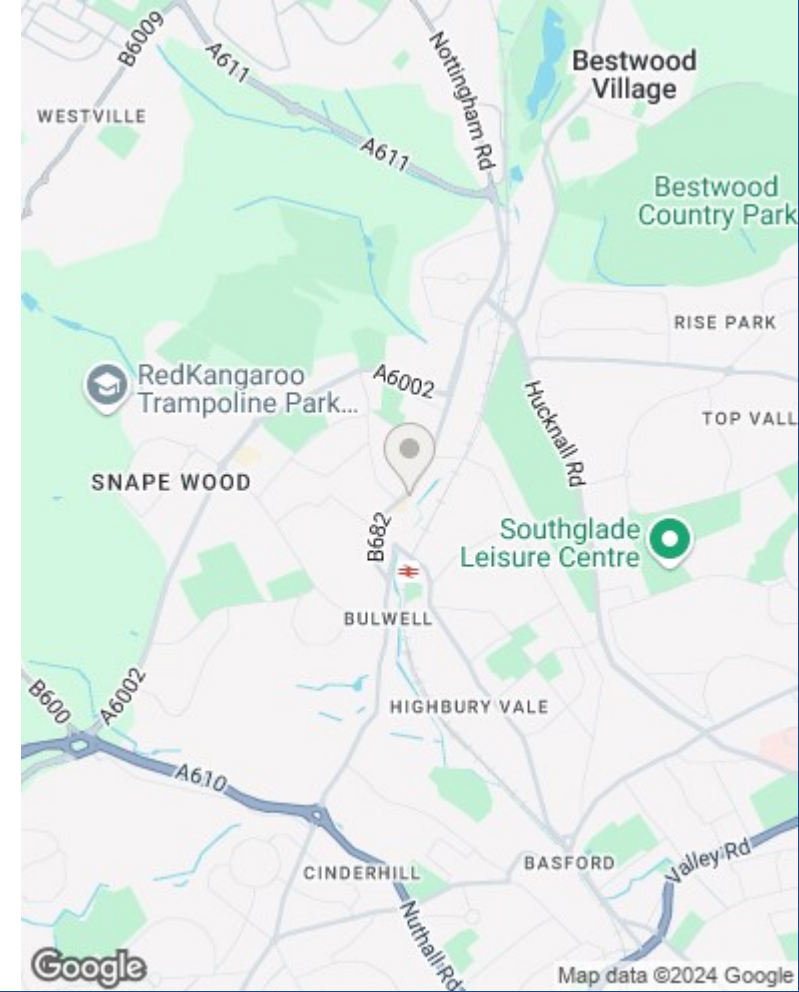 B6009
A611
Nottingham Rd
Bestwood
Village
WESTVILLE
A611
Bestwood
Country Park
RISE PARK
RedKangaroo
Trampoline Park...
A6002
Hucknall Rd
TOP VALL
SNAPE WOOD
B682
Southglade
Leisure Centre
BULWELL
B600
A6002
HIGHBURY VALE
A610
CINDERHILL
BASFORD
Valley Rd
Nuthall Rd
Google
Map data ©2024 Google